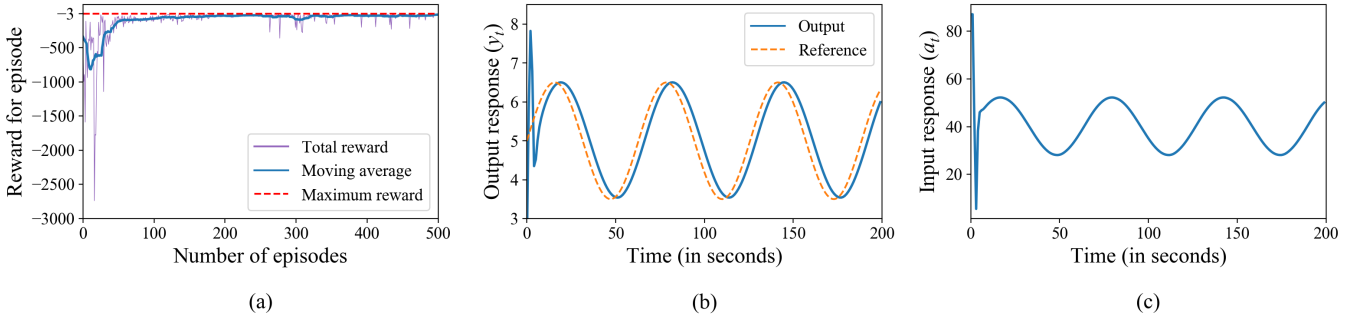 −3
−500
−1000
−1500
−2000
−2500
−3000
0
100
200
300
400
500
Reward for episode
Number of episodes
Total reward
Moving average
Maximum reward
(a)
8
7
6
5
4
3
0
50
100
150
200
Output response (y_t)
Time (in seconds)
Output
Reference
(b)
80
60
40
20
0
50
100
150
200
Input response (a_t)
Time (in seconds)
(c)